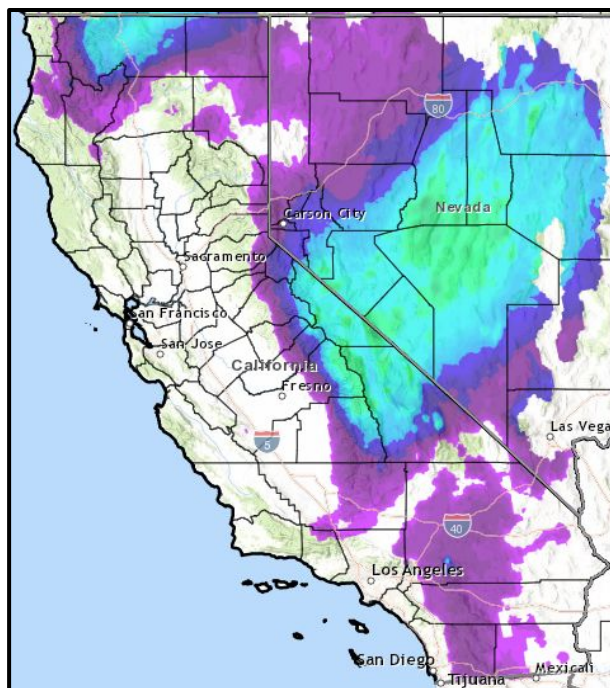 80
Carson City
Nevada
Sacramento
San Francisco
San Jose
California
Fresno
5
Las Vega
40
Los Angeles
San Diego
Mexicali
Tijuana